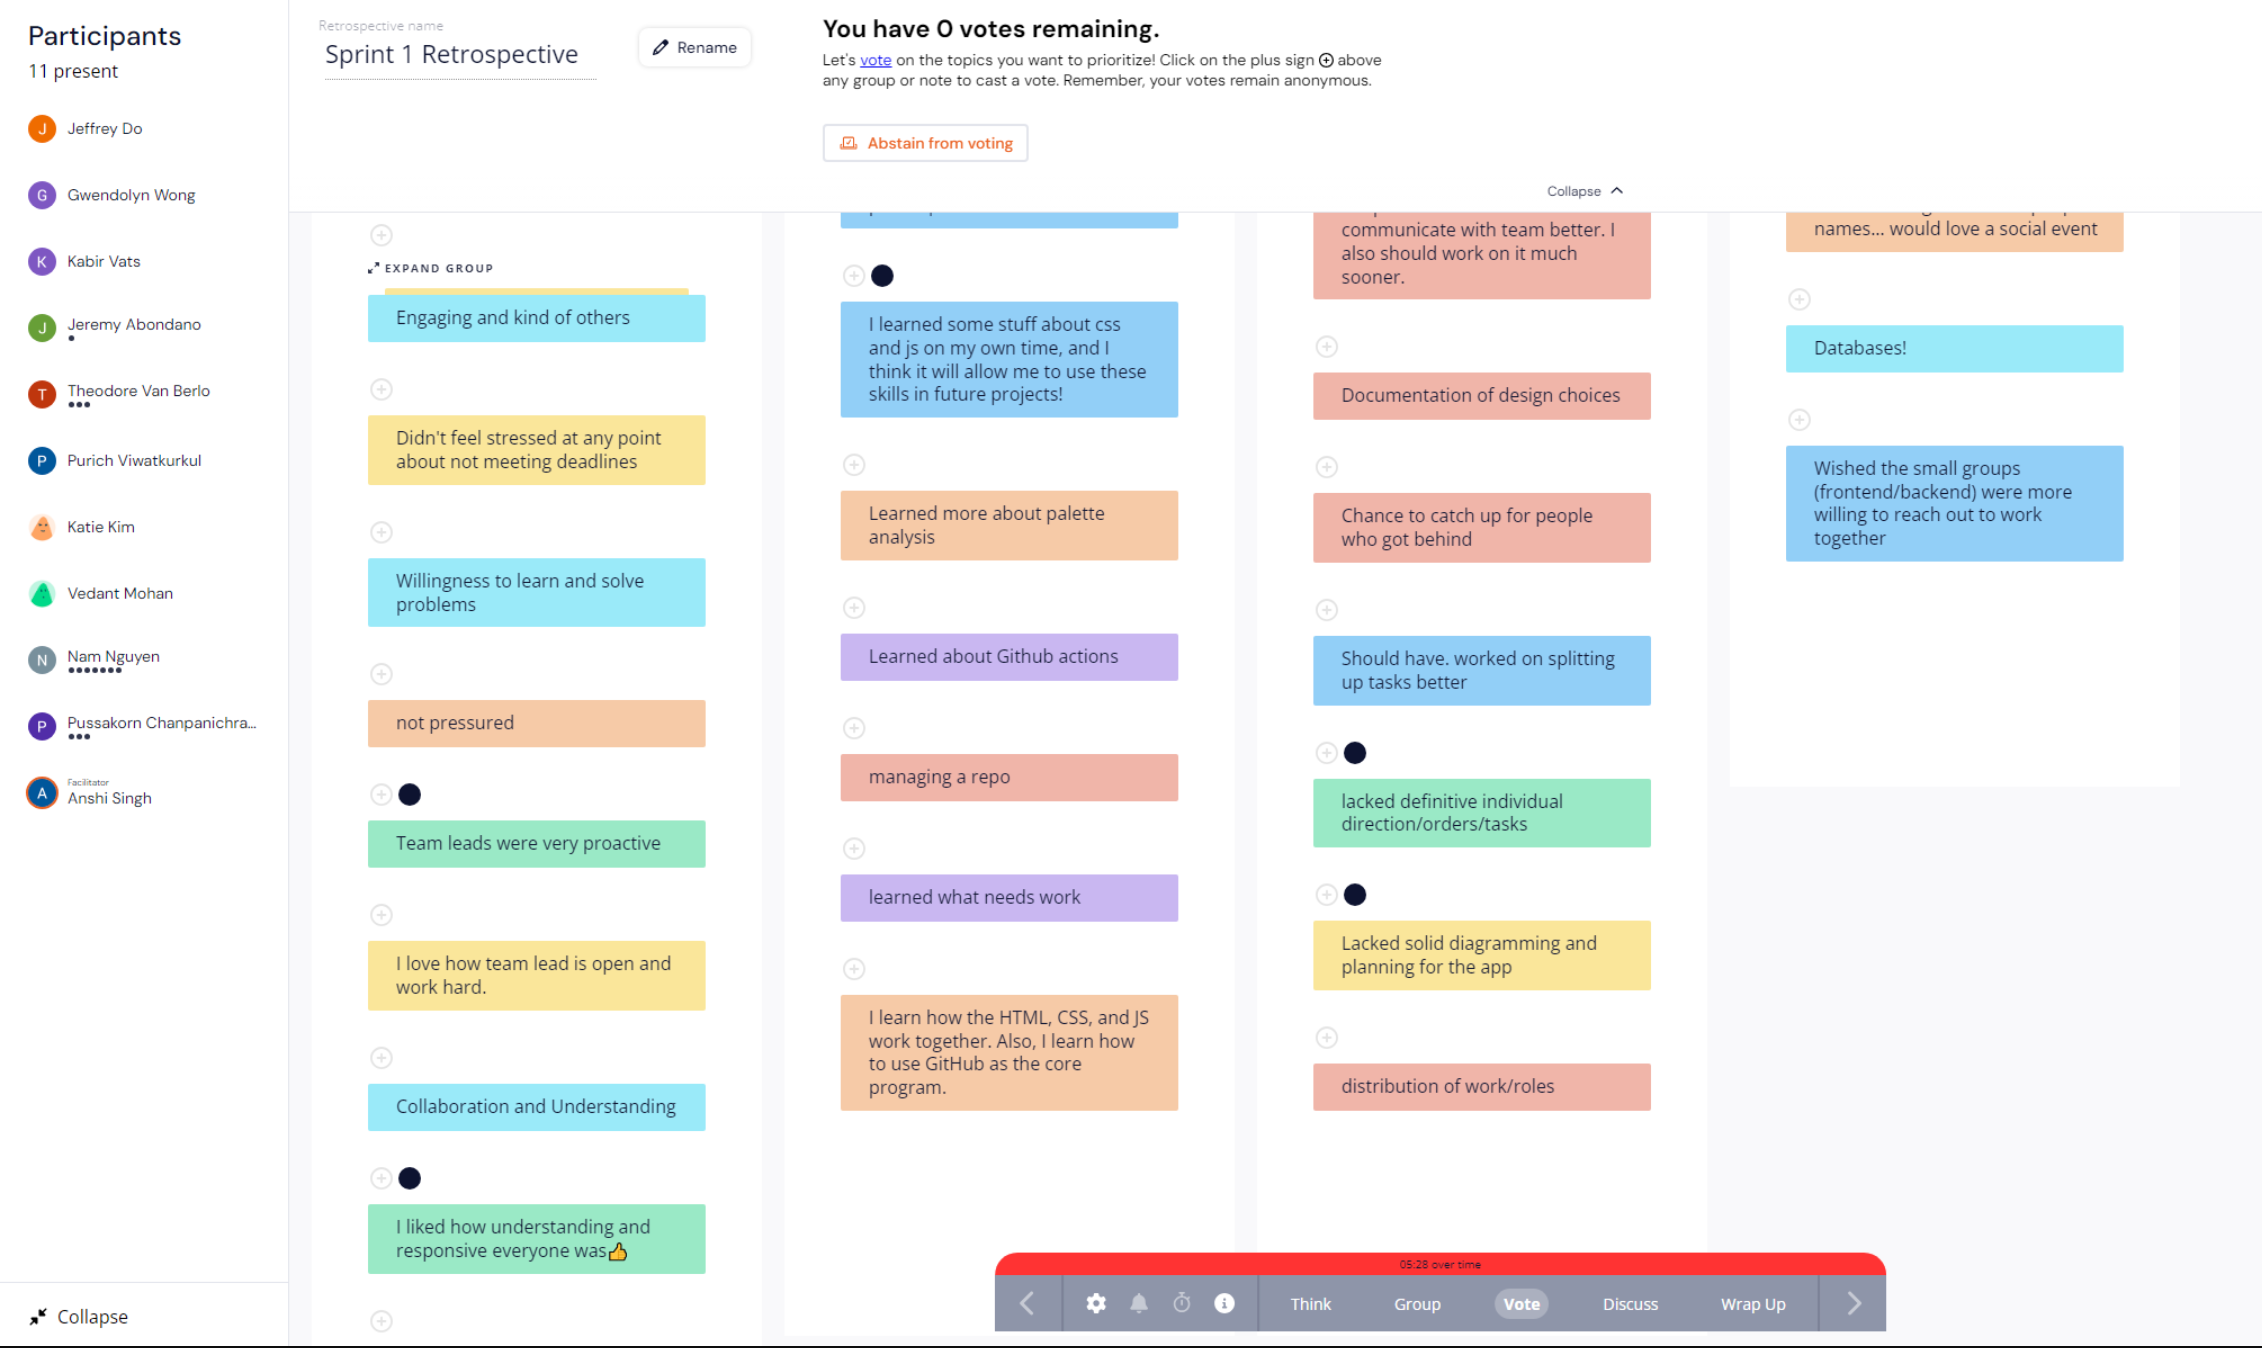 Participants
11 present
J
Jeffrey Do
G
Gwendolyn Wong
K
Kabir Vats
J
Jeremy Abondano
T
Theodore Van Berlo
P
Purich Viwatkurkul
Katie Kim
Vedant Mohan
N
Nam Nguyen
P
Pussakorn Chanpanichra...
A
Facilitator
Anshi Singh
Collapse
Retrospective name
Sprint 1 Retrospective
Rename
You have 0 votes remaining.
Let's vote on the topics you want to prioritize! Click on the plus sign above
any group or note to cast a vote. Remember, your votes remain anonymous.
Abstain from voting
Collapse
EXPAND GROUP
Engaging and kind of others
Didn't feel stressed at any point
about not meeting deadlines
Willingness to learn and solve
problems
not pressured
Team leads were very proactive
I love how team lead is open and
work hard.
Collaboration and Understanding
I liked how understanding and
responsive everyone was👍
I learned some stuff about css
and js on my own time, and I
think it will allow me to use these
skills in future projects!
Learned more about palette
analysis
Learned about Github actions
managing a repo
learned what needs work
I learn how the HTML, CSS, and JS
work together. Also, I learn how
to use GitHub as the core
program.
communicate with team better. I
also should work on it much
sooner.
Documentation of design choices
Chance to catch up for people
who got behind
Should have. worked on splitting
up tasks better
lacked definitive individual
direction/orders/tasks
Lacked solid diagramming and
planning for the app
distribution of work/roles
names... would love a social event
Databases!
Wished the small groups
(frontend/backend) were more
willing to reach out to work
together
05:28 over time
Think
Group
Vote
Discuss
Wrap Up